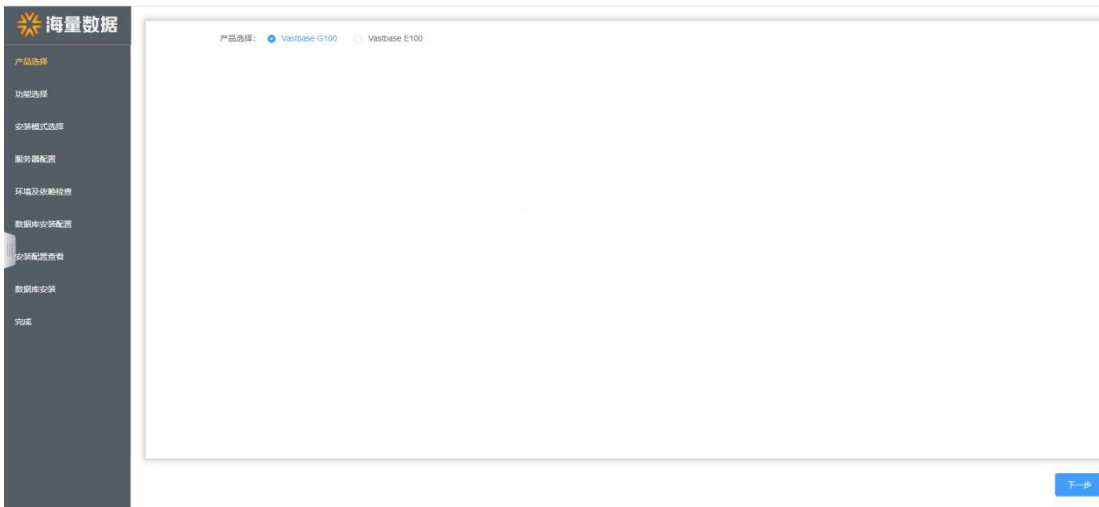 海量数据
产品选择
功能选择
安装模式选择
服务器配置
环境及依赖检查
数据库安装配置
安装配置查看
数据库安装
完成
产品选择： Vastbase G100 Vastbase E100
下一步